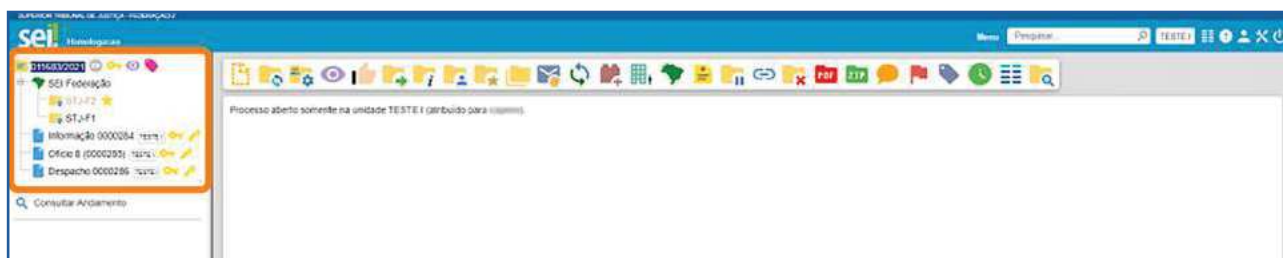 SUPERIOR TRIBUNAL DE JUSTIÇA - FEDERAÇÃO 2
sei! Homologacao
Menu Pesquisar... TESTE I
011683/2021
SEI Federação
STJ-F2
STJ-F1
Informação 0000284 TESTE I
Ofício 8 (0000285) TESTE I
Despacho 0000286 TESTE I
Consultar Andamento
PDF ZIP
Processo aberto somente na unidade TESTE I (atribuído para